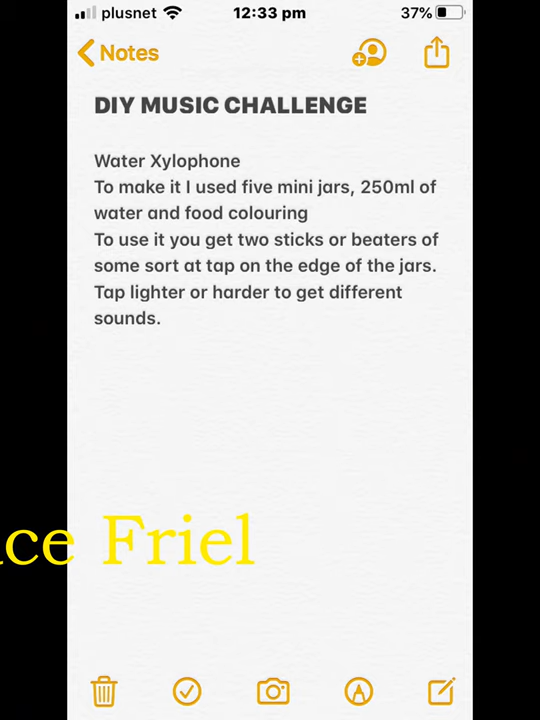 plusnet 12:33 pm 37%
Notes
DIY MUSIC CHALLENGE
Water Xylophone
To make it I used five mini jars, 250ml of
water and food colouring
To use it you get two sticks or beaters of
some sort at tap on the edge of the jars.
Tap lighter or harder to get different
sounds.
Friel